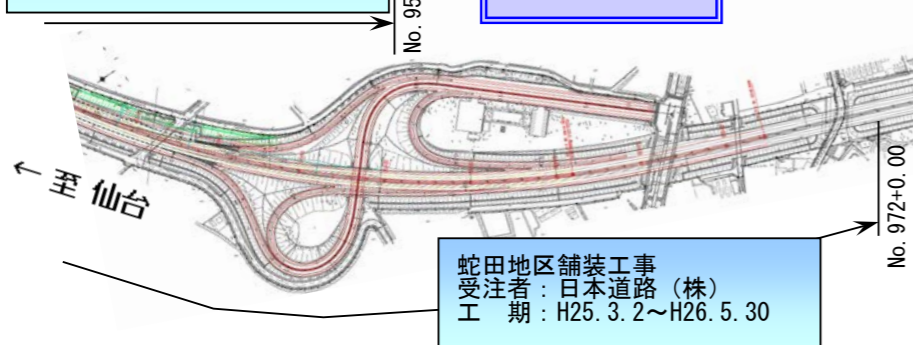 No. 95
← 至 仙台
No. 972+0.00
蛇田地区舗装工事
受注者：日本道路（株）
工　期：H25.3.2～H26.5.30